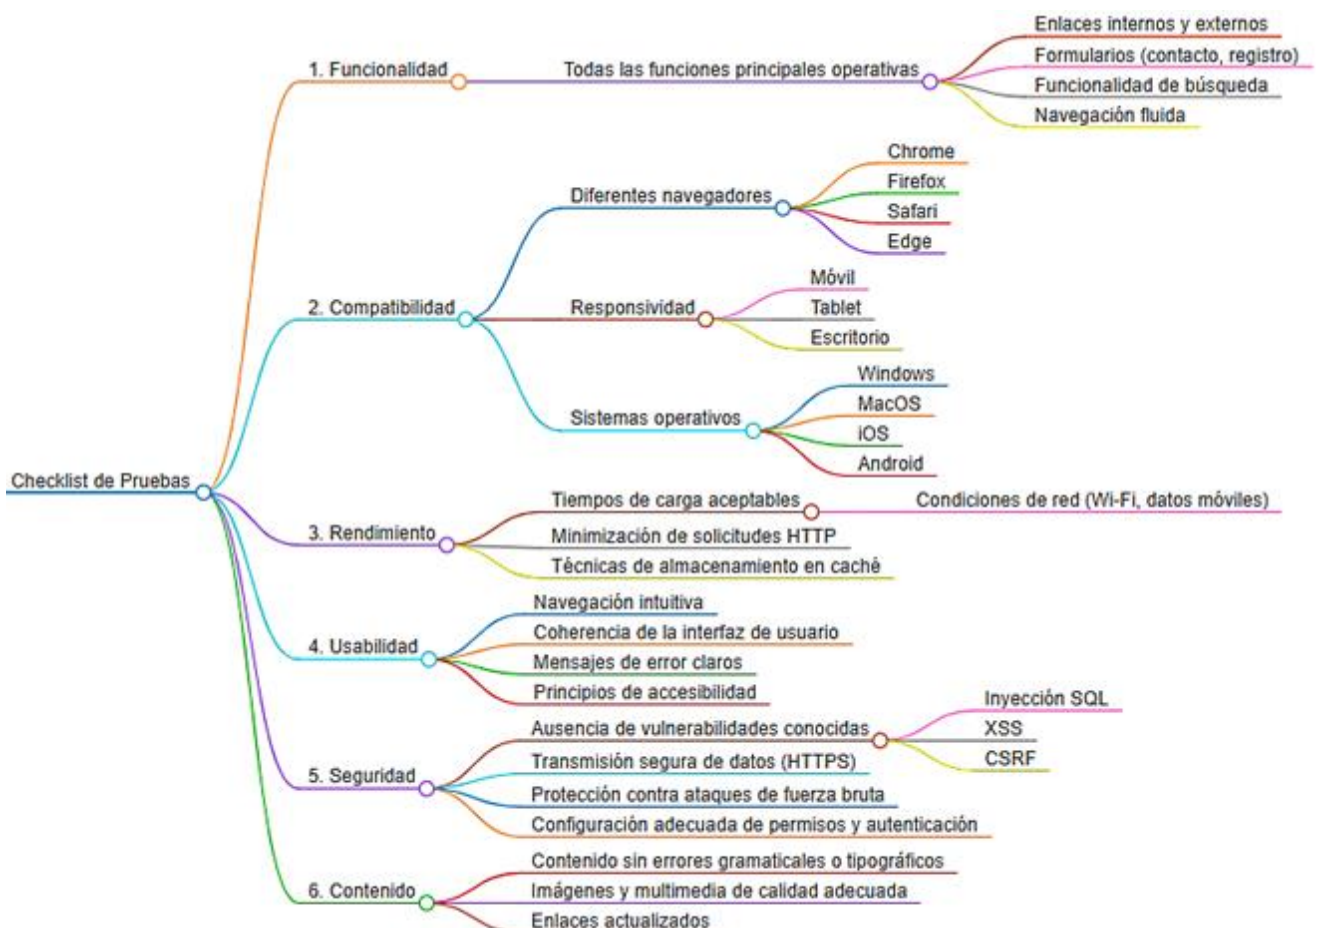 Checklist de Pruebas
1. Funcionalidad
Todas las funciones principales operativas
Enlaces internos y externos
Formularios (contacto, registro)
Funcionalidad de búsqueda
Navegación fluida
2. Compatibilidad
Diferentes navegadores
Chrome
Firefox
Safari
Edge
Responsividad
Móvil
Tablet
Escritorio
Sistemas operativos
Windows
MacOS
iOS
Android
3. Rendimiento
Tiempos de carga aceptables
Condiciones de red (Wi-Fi, datos móviles)
Minimización de solicitudes HTTP
Técnicas de almacenamiento en caché
4. Usabilidad
Navegación intuitiva
Coherencia de la interfaz de usuario
Mensajes de error claros
Principios de accesibilidad
5. Seguridad
Ausencia de vulnerabilidades conocidas
Inyección SQL
XSS
CSRF
Transmisión segura de datos (HTTPS)
Protección contra ataques de fuerza bruta
Configuración adecuada de permisos y autenticación
6. Contenido
Contenido sin errores gramaticales o tipográficos
Imágenes y multimedia de calidad adecuada
Enlaces actualizados